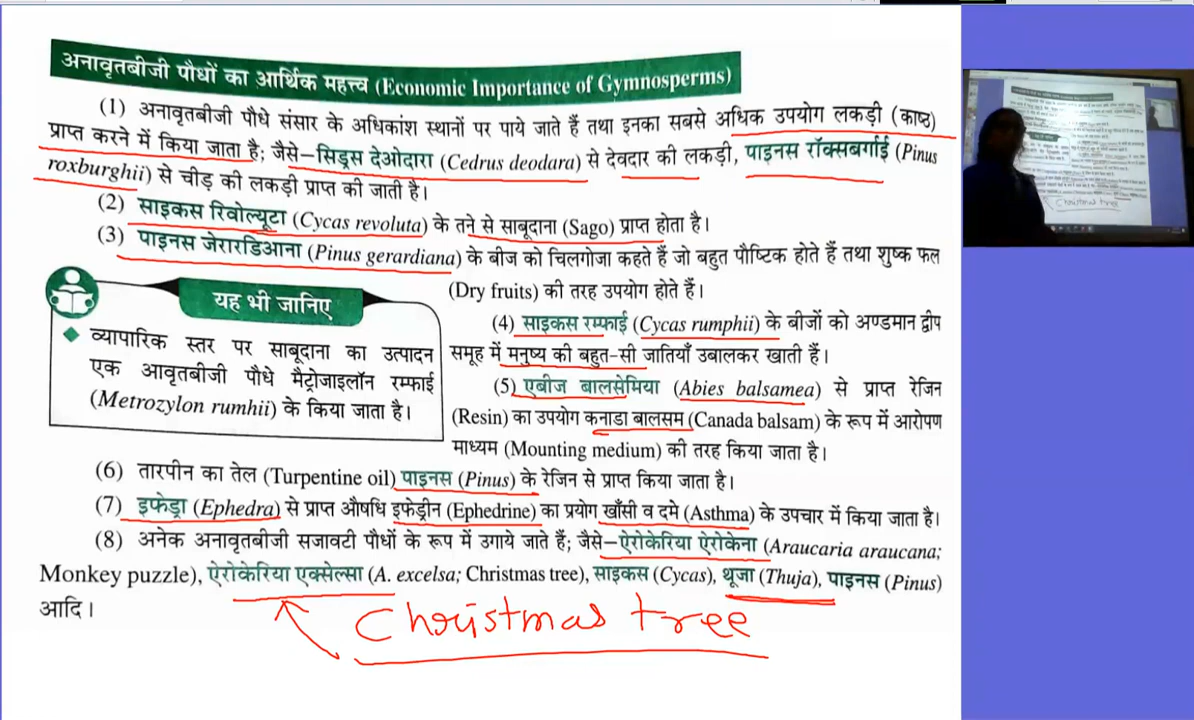 अनावृतबीजी पौधों का आर्थिक महत्त्व (Economic Importance of Gymnosperms)
(1) अनावृतबीजी पौधे संसार के अधिकांश स्थानों पर पाये जाते हैं तथा इनका सबसे अधिक उपयोग लकड़ी (काष्ठ)
प्राप्त करने में किया जाता है; जैसे–सिड्रस देओदारा (Cedrus deodara) से देवदार की लकड़ी, पाइनस रॉक्सबर्गाई (Pinus
roxburghii) से चीड़ की लकड़ी प्राप्त की जाती है।
(2) साइकस रिवोल्यूटा (Cycas revoluta) के तने से साबूदाना (Sago) प्राप्त होता है।
(3) पाइनस जेरारडिआना (Pinus gerardiana) के बीज को चिलगोजा कहते हैं जो बहुत पौष्टिक होते हैं तथा शुष्क फल
(Dry fruits) की तरह उपयोग होते हैं।
यह भी जानिए
व्यापारिक स्तर पर साबूदाना का उत्पादन
एक आवृतबीजी पौधे मैट्रोजाइलॉन रम्फाई
(Metrozylon rumhii) के किया जाता है।
(4) साइकस रम्फाई (Cycas rumphii) के बीजों को अण्डमान द्वीप
समूह में मनुष्य की बहुत-सी जातियाँ उबालकर खाती हैं।
(5) एबीज बालसेमिया (Abies balsamea) से प्राप्त रेजिन
(Resin) का उपयोग कनाडा बालसम (Canada balsam) के रूप में आरोपण
माध्यम (Mounting medium) की तरह किया जाता है।
(6) तारपीन का तेल (Turpentine oil) पाइनस (Pinus) के रेजिन से प्राप्त किया जाता है।
(7) इफेड्रा (Ephedra) से प्राप्त औषधि इफेड्रीन (Ephedrine) का प्रयोग खाँसी व दमे (Asthma) के उपचार में किया जाता है।
(8) अनेक अनावृतबीजी सजावटी पौधों के रूप में उगाये जाते हैं; जैसे–ऐरोकेरिया ऐरोकेना (Araucaria araucana;
Monkey puzzle), ऐरोकेरिया एक्सेल्सा (A. excelsa; Christmas tree), साइकस (Cycas), थूजा (Thuja), पाइनस (Pinus)
आदि।
Christmas tree
Christmas tree